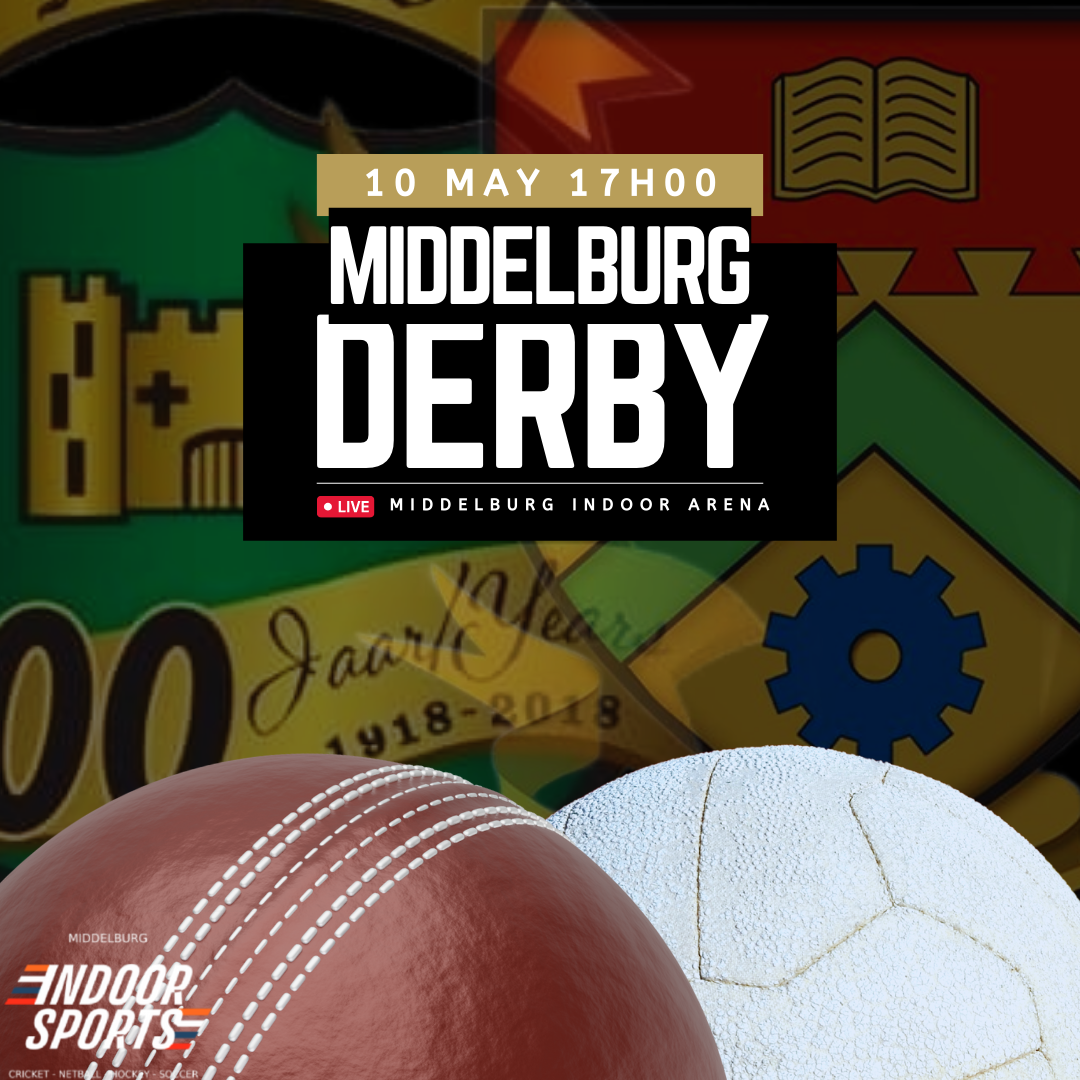 10 MAY 17H00
MIDDELBURG
DERBY
LIVE MIDDELBURG INDOOR ARENA
00 Jaar/Years
1918-2018
MIDDELBURG
INDOOR
SPORTS
CRICKET - NETBALL - HOCKEY - SOCCER